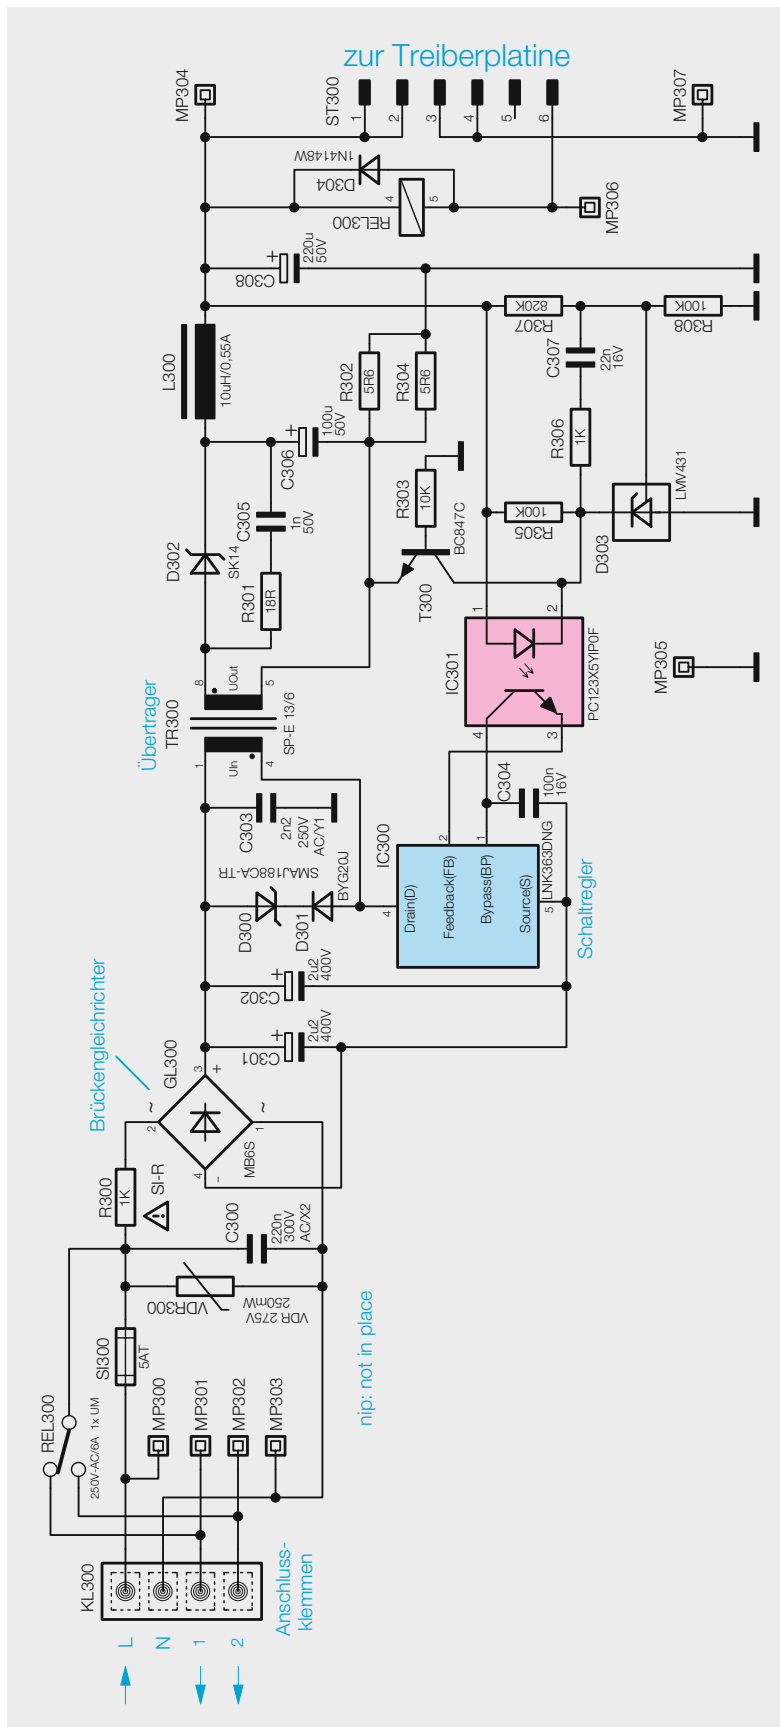 zur Treiberplatine
MP304
ST300
1
2
3
4
5
6
MP307
1N4148W
D304
4
5
REL300
MP306
+
C308
220u
50V
820K
R307
100K
R308
L300
10uH/0,55A
R302
5R6
R304
5R6
C307
22n
16V
+
C306
100u
50V
R306
1K
C305
1n
50V
R303
10K
BC847C
T300
100K
R305
LMV431
D303
D302
SK14
R301
18R
1
2
IC301
PC123X5YIP0F
4
3
MP305
8
UOut
5
Übertrager
TR300
SP-E 13/6
1
UIn
4
C303
2n2
250V
AC/Y1
C304
100n
16V
IC300
2
1
LNK363DNG
Drain(D)
Feedback(FB)
Bypass(BP)
Source(S)
4
5
Schaltregler
SMAJ188CA-TR
D300
D301
BYG20J
+
C302
2u2
400V
+
C301
2u2
400V
Brückengleichrichter
GL300
3
+
~
2
~
1
4
-
MB6S
R300
1K
SI-R
C300
220n
300V
AC/X2
VDR300
VDR 275V
250mW
SI300
5AT
nip: not in place
REL300
250V-AC/6A 1x UM
MP300
MP301
MP302
MP303
KL300
Anschluss-
klemmen
L
N
1
2